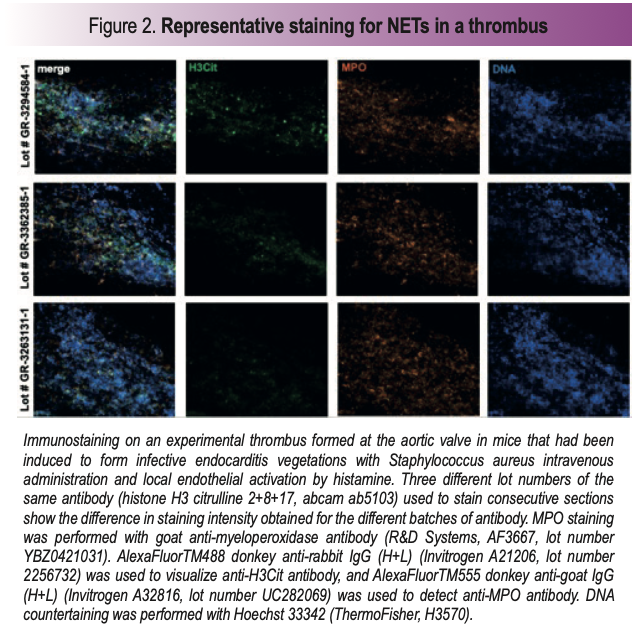 Figure 2. Representative staining for NETs in a thrombus
merge
H3Cit
MPO
DNA
Lot # GR-3294584-1
Lot # GR-3362385-1
Lot # GR-3263131-1
Immunostaining on an experimental thrombus formed at the aortic valve in mice that had been
induced to form infective endocarditis vegetations with Staphylococcus aureus intravenous
administration and local endothelial activation by histamine. Three different lot numbers of the
same antibody (histone H3 citrulline 2+8+17, abcam ab5103) used to stain consecutive sections
show the difference in staining intensity obtained for the different batches of antibody. MPO staining
was performed with goat anti-myeloperoxidase antibody (R&D Systems, AF3667, lot number
YBZ0421031). AlexaFluorTM488 donkey anti-rabbit IgG (H+L) (Invitrogen A21206, lot number
2256732) was used to visualize anti-H3Cit antibody, and AlexaFluorTM555 donkey anti-goat IgG
(H+L) (Invitrogen A32816, lot number UC282069) was used to detect anti-MPO antibody. DNA
countertaining was performed with Hoechst 33342 (ThermoFisher, H3570).